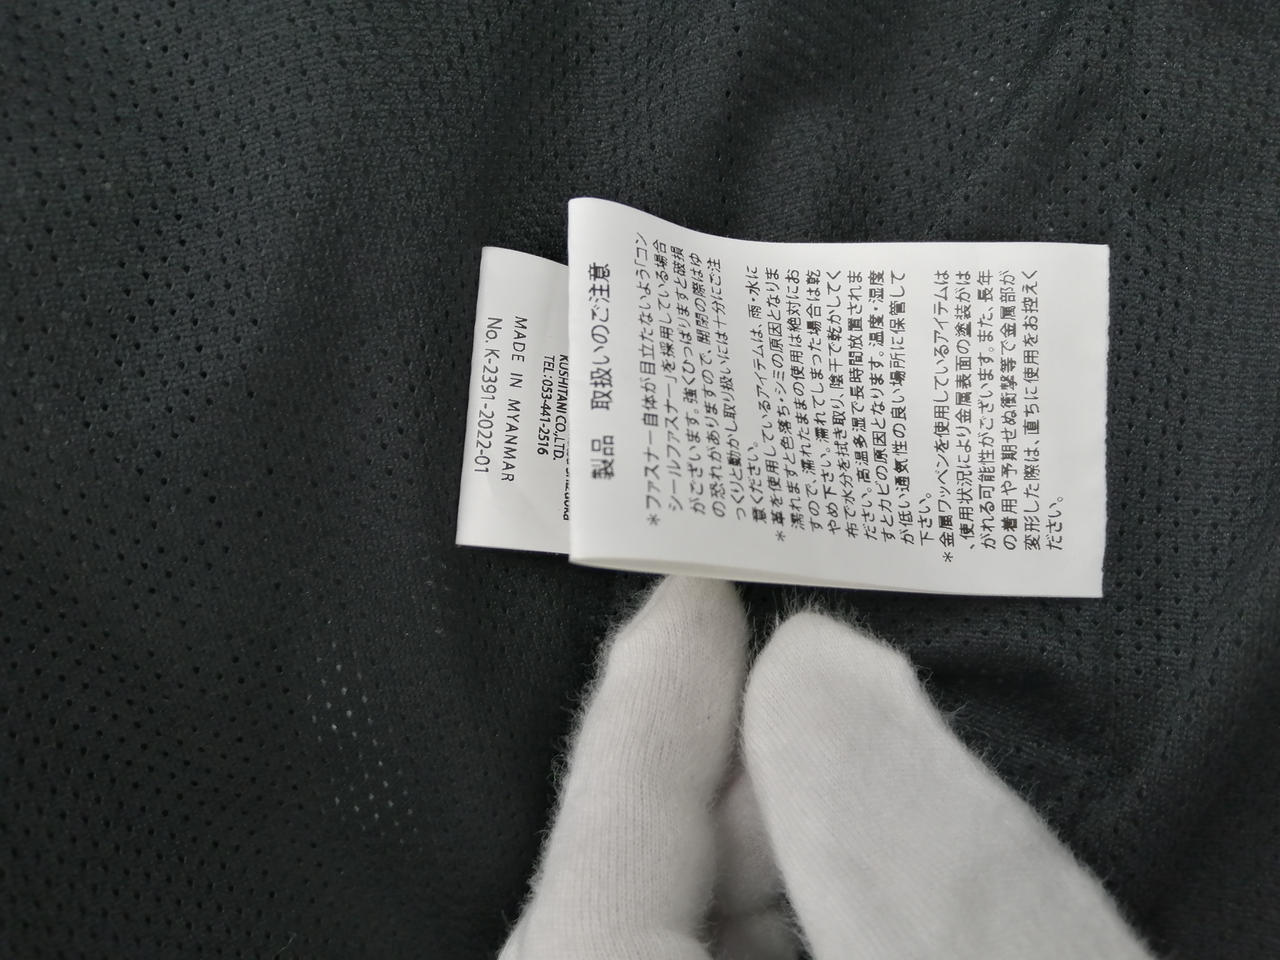 製品　取扱いのご注意
＊ファスナー自体が目立たないよう「コン
シールファスナー」を採用している場合
がございます。強くひっぱりますと破損
の恐れがありますので、開閉の際はゆ
っくりと動かし取り扱いには十分にご注
意ください。
＊革を使用しているアイテムは、雨・水に
濡れますと色落ち・シミの原因となりま
すので、濡れたままの使用は絶対にお
やめ下さい。濡れてしまった場合は乾
布で水分を拭き取り、陰干で乾かしてく
ださい。高温多湿で長時間放置されま
すとカビの原因となります。温度・湿度
が低い通気性の良い場所に保管して
下さい。
＊金属ワッペンを使用しているアイテムは
、使用状況により金属表面の塗装がは
がれる可能性がございます。また、長年
の着用や予期せぬ衝撃等で金属部が
変形した際は、直ちに使用をお控えく
ださい。
KUSHITANI CO.,LTD.
TEL:053-441-2516
MADE IN MYANMAR
No. K-2391-2022-01